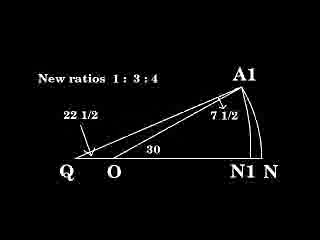 A1
New ratios 1 : 3 : 4
22 1/2
7 1/2
30
Q O N1 N